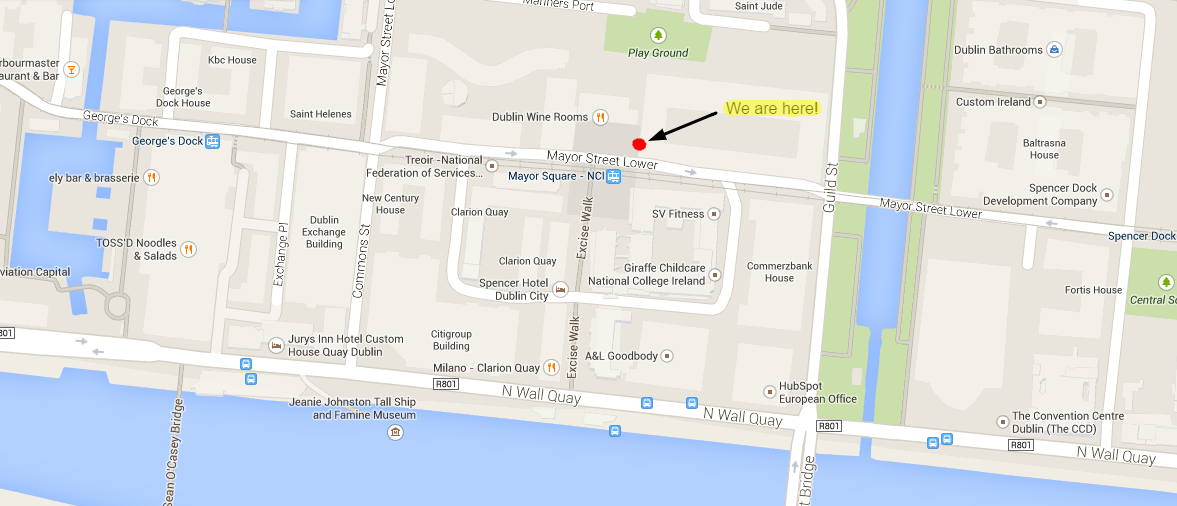 Manners Port
Saint Jude
Mayor Street Lo
Play Ground
Dublin Bathrooms
Kbc House
rbourmaster
aurant & Bar
George's
Dock House
Saint Helenes
Custom Ireland
We are here!
George's Dock
Dublin Wine Rooms
George's Dock
Baltrasna
House
Mayor Street Lower
Treoir -National
Federation of Services...
Mayor Square - NCI
ely bar & brasserie
Guild St
Spencer Dock
Development Company
New Century
House
Mayor Street Lower
Clarion Quay
SV Fitness
Dublin
Exchange
Building
Excise Walk
Spencer Dock
TOSS'D Noodles
& Salads
Exchange Pl
Commons St
Clarion Quay
Giraffe Childcare
National College Ireland
Commerzbank
House
viation Capital
Spencer Hotel
Dublin City
Fortis House
Central S
R801
Jurys Inn Hotel Custom
House Quay Dublin
Citigroup
Building
Excise Walk
A&L Goodbody
Milano - Clarion Quay
R801
N Wall Quay
HubSpot
European Office
Jeanie Johnston Tall Ship
and Famine Museum
N Wall Quay
R801
The Convention Centre
Dublin (The CCD)
R801
N Wall Quay
Sean O'Casey Bridge
t Bridge